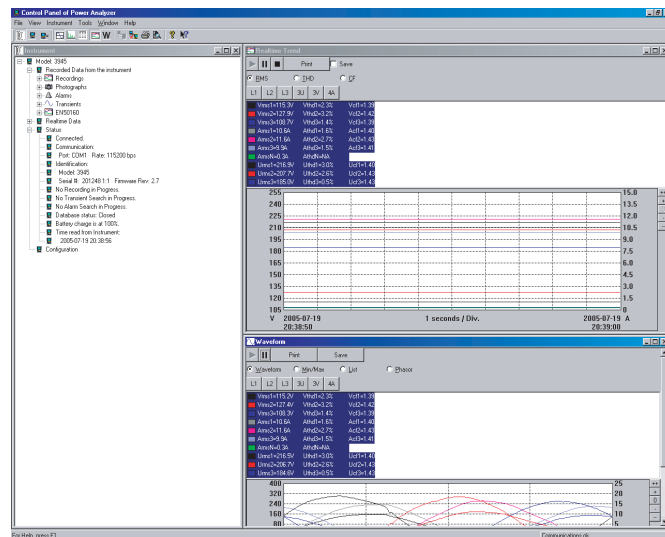 Control Panel of Power Analyzer
File View Instrument Tools Window Help
W
Instrument
Model: 3945
Recorded Data from the instrument
Recordings
Photographs
Alarms
Transients
EN50160
Realtime Data
Status
Connected.
Communication:
Port: COM1 Rate: 115200 bps
Identification:
Model: 3945
Serial #: 201248 1:1 Firmware Rev: 2.7
No Recording in Progress.
No Transient Search in Progress.
No Alarm Search in Progress.
Database status: Closed
Battery charge is at 100%.
Time read from Instrument:
2005-07-19 20:38:56
Configuration
Realtime Trend
Print Save
RMS THD CF
L1 L2 L3 3U 3V 4A
Vrms1=115.3V Vthd1=2.3% Vcf1=1.39
Vrms2=127.9V Vthd2=3.2% Vcf2=1.42
Vrms3=108.7V Vthd3=1.4% Vcf3=1.39
Arms1=10.6A Athd1=1.6% Acf1=1.40
Arms2=11.6A Athd2=2.7% Acf2=1.43
Arms3=9.9A Athd3=1.5% Acf3=1.41
ArmsN=0.3A AthdN=NA
Urms1=216.9V Uthd1=3.0% Ucf1=1.40
Urms2=207.7V Uthd2=2.6% Ucf2=1.43
Urms3=185.0V Uthd3=0.5% Ucf3=1.43
255 15.0
240 13.5
225 12.0
210 10.5
195 9.0
180 7.5
165 6.0
150 4.5
135 3.0
120 1.5
105 0
V 2005-07-19 1 seconds / Div. 2005-07-19 A
20:38:50 20:39:00
Waveform
Print Save
Waveform Min/Max List Phasor
L1 L2 L3 3U 3V 4A
Vrms1=115.2V Vthd1=2.3% Vcf1=1.39
Vrms2=127.4V Vthd2=3.2% Vcf2=1.42
Vrms3=108.3V Vthd3=1.4% Vcf3=1.39
Arms1=10.6A Athd1=1.6% Acf1=1.40
Arms2=11.6A Athd2=2.7% Acf2=1.43
Arms3=9.9A Athd3=1.5% Acf3=1.41
ArmsN=0.3A AthdN=NA
Urms1=216.5V Uthd1=3.0% Ucf1=1.40
Urms2=206.7V Uthd2=2.6% Ucf2=1.43
Urms3=184.6V Uthd3=0.5% Ucf3=1.43
400 25
320 20
240 15
160 10
80 5
For Help, press F1 Communications ok